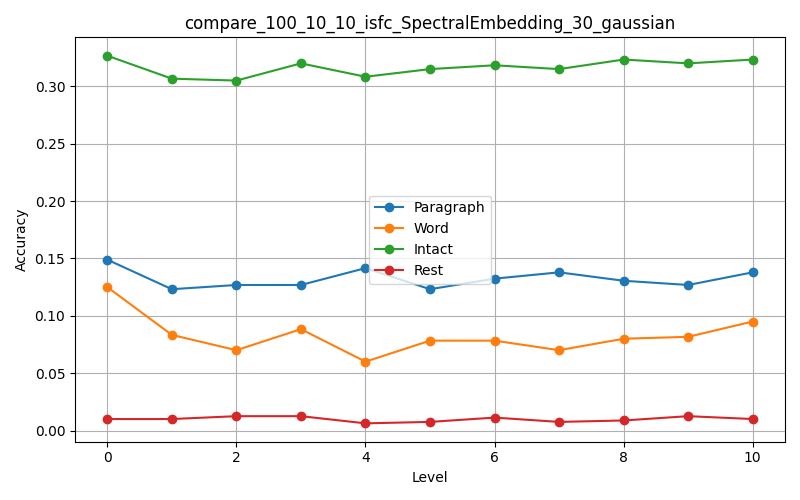 compare_100_10_10_isfc_SpectralEmbedding_30_gaussian
Accuracy
0.30
0.25
0.20
0.15
0.10
0.05
0.00
Paragraph
Word
Intact
Rest
0 2 4 6 8 10
Level